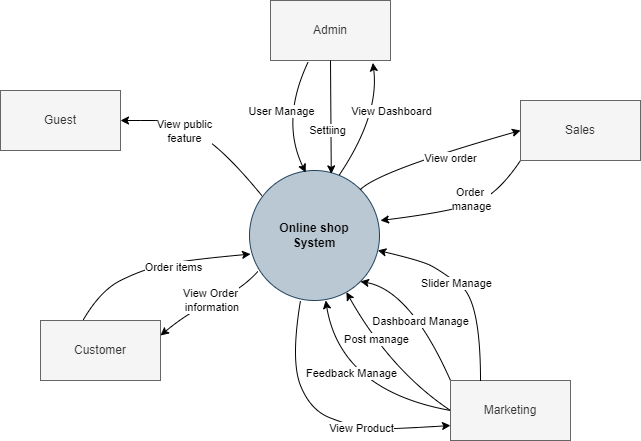 Admin
Guest
User Manage
View Dashboard
Settiing
View public
feature
Sales
View order
Order
manage
Online shop
System
Order items
View Order
information
Slider Manage
Customer
Dashboard Manage
Post manage
Feedback Manage
Marketing
View Product